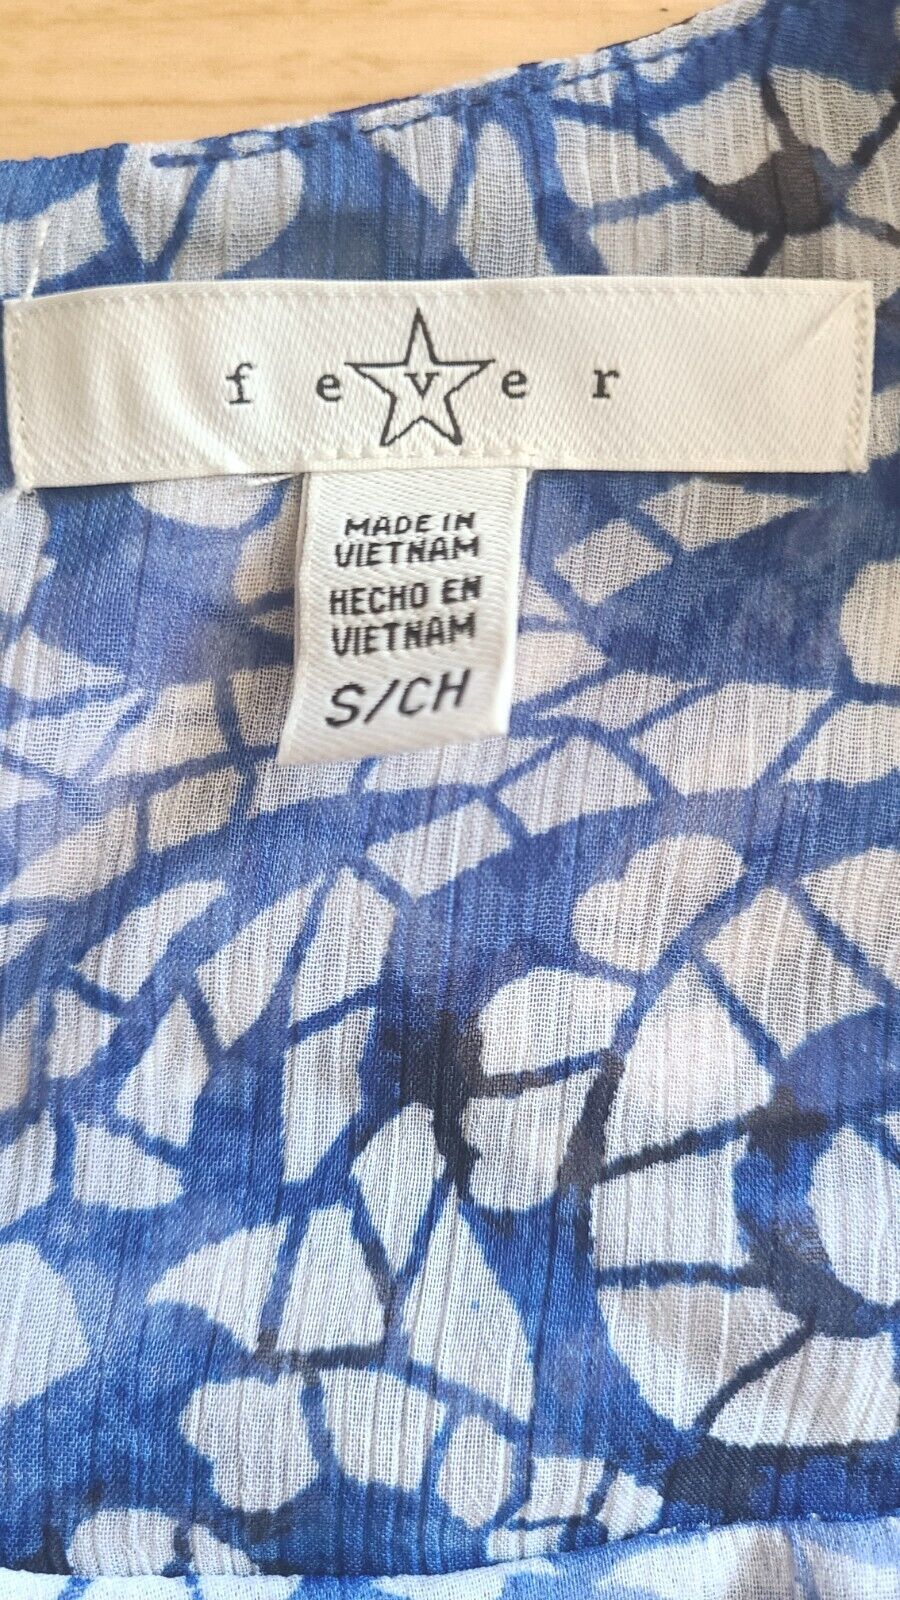 fever
MADE IN
VIETNAM
HECHO EN
VIETNAM
S/CH